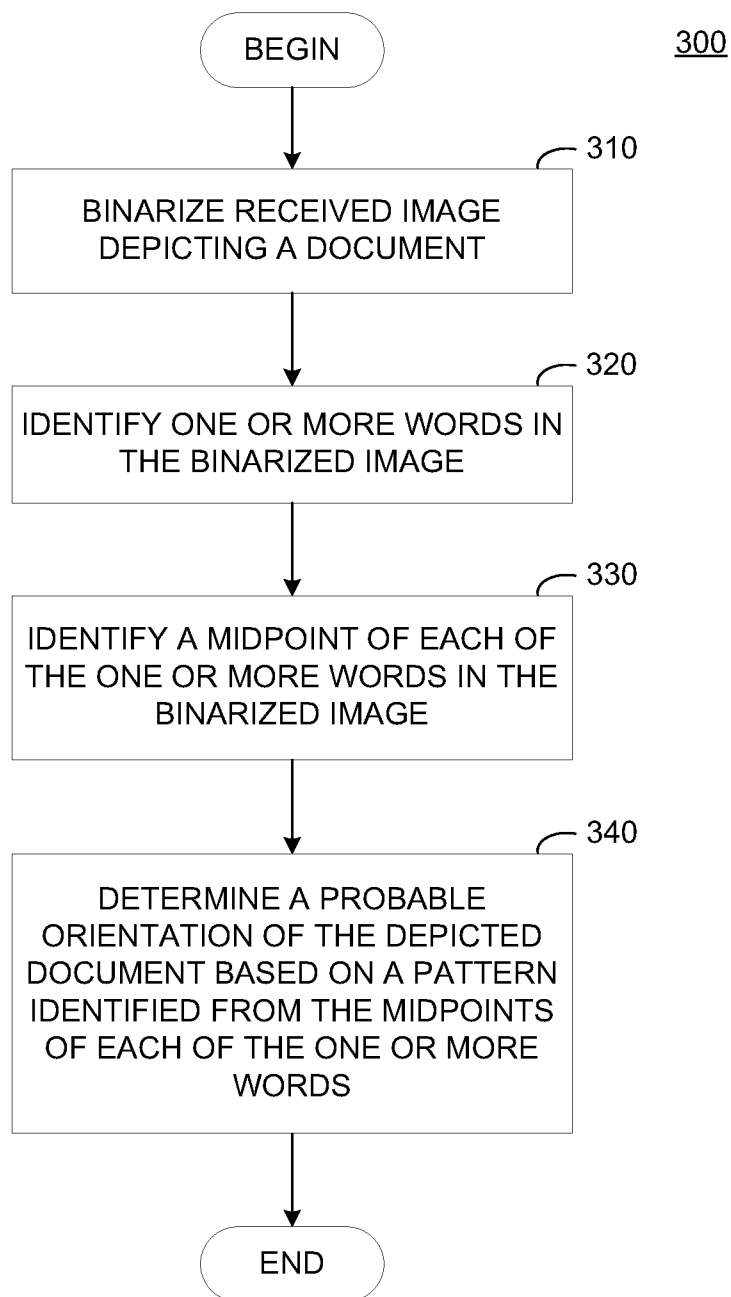 BEGIN
300
310
BINARIZE RECEIVED IMAGE
DEPICTING A DOCUMENT
320
IDENTIFY ONE OR MORE WORDS IN
THE BINARIZED IMAGE
330
IDENTIFY A MIDPOINT OF EACH OF
THE ONE OR MORE WORDS IN THE
BINARIZED IMAGE
340
DETERMINE A PROBABLE
ORIENTATION OF THE DEPICTED
DOCUMENT BASED ON A PATTERN
IDENTIFIED FROM THE MIDPOINTS
OF EACH OF THE ONE OR MORE
WORDS
END